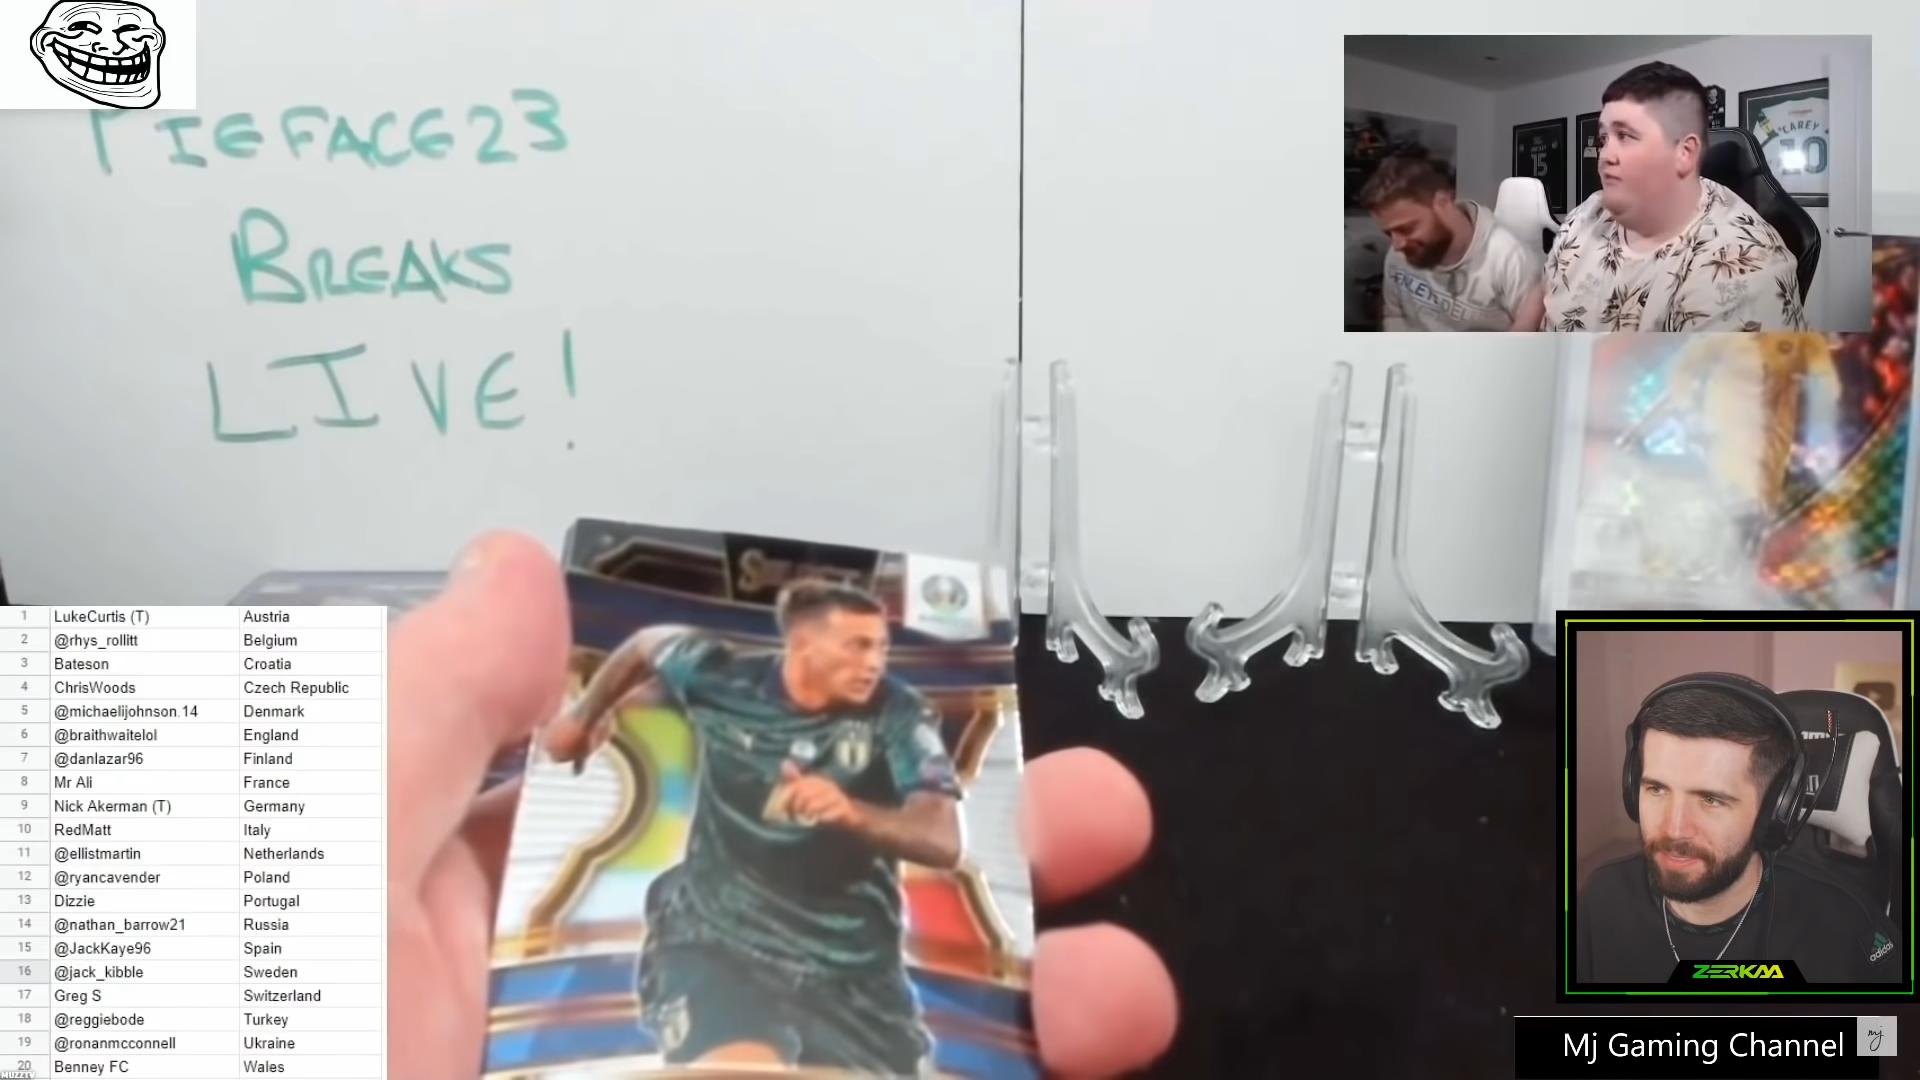 PIEFACE23
BREAKS
LIVE!
CAREY
10
15
1 LukeCurtis (T) Austria
2 @rhys_rollitt Belgium
3 Bateson Croatia
4 ChrisWoods Czech Republic
5 @michaelijohnson.14 Denmark
6 @braithwaitelol England
7 @danlazar96 Finland
8 Mr Ali France
9 Nick Akerman (T) Germany
10 RedMatt Italy
11 @ellistmartin Netherlands
12 @ryancavender Poland
13 Dizzie Portugal
14 @nathan_barrow21 Russia
15 @JackKaye96 Spain
16 @jack_kibble Sweden
17 Greg S Switzerland
18 @reggiebode Turkey
19 @ronanmcconnell Ukraine
20 Benney FC Wales
MUZZTV
adidas
ZERKAA
Mj Gaming Channel
mj